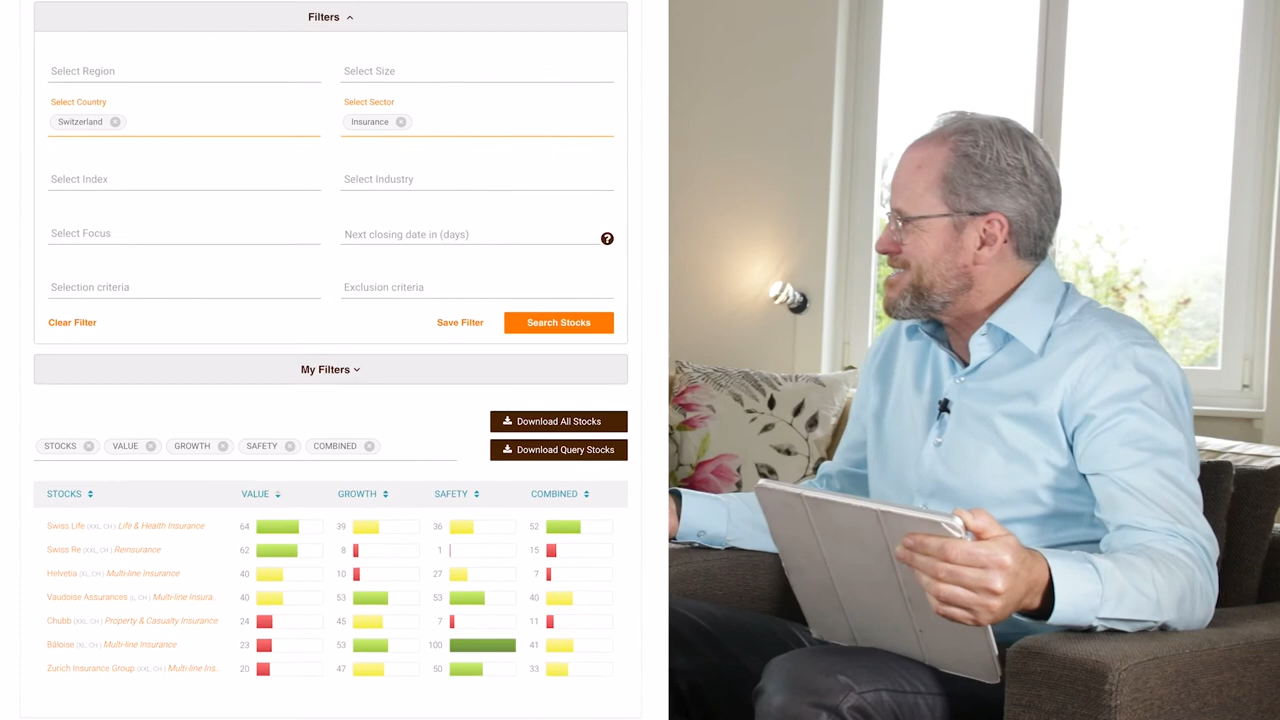 Filters
Select Region Select Size
Select Country Select Sector
Switzerland Insurance
Select Index Select Industry
Select Focus Next closing date in (days) ?
Selection criteria Exclusion criteria
Clear Filter Save Filter Search Stocks
My Filters
Download All Stocks
STOCKS VALUE GROWTH SAFETY COMBINED
Download Query Stocks
STOCKS VALUE GROWTH SAFETY COMBINED
Swiss Life (XXL, CH) Life & Health Insurance 64 39 36 52
Swiss Re (XXL, CH) Reinsurance 62 8 1 15
Helvetia (XL, CH) Multi-line Insurance 40 10 27 7
Vaudoise Assurances (L, CH) Multi-line Insura.. 40 53 53 40
Chubb (XXL, CH) Property & Casualty Insurance 24 45 7 11
Bâloise (XL, CH) Multi-line Insurance 23 53 100 41
Zurich Insurance Group (XXL, CH) Multi-line Ins... 20 47 50 33